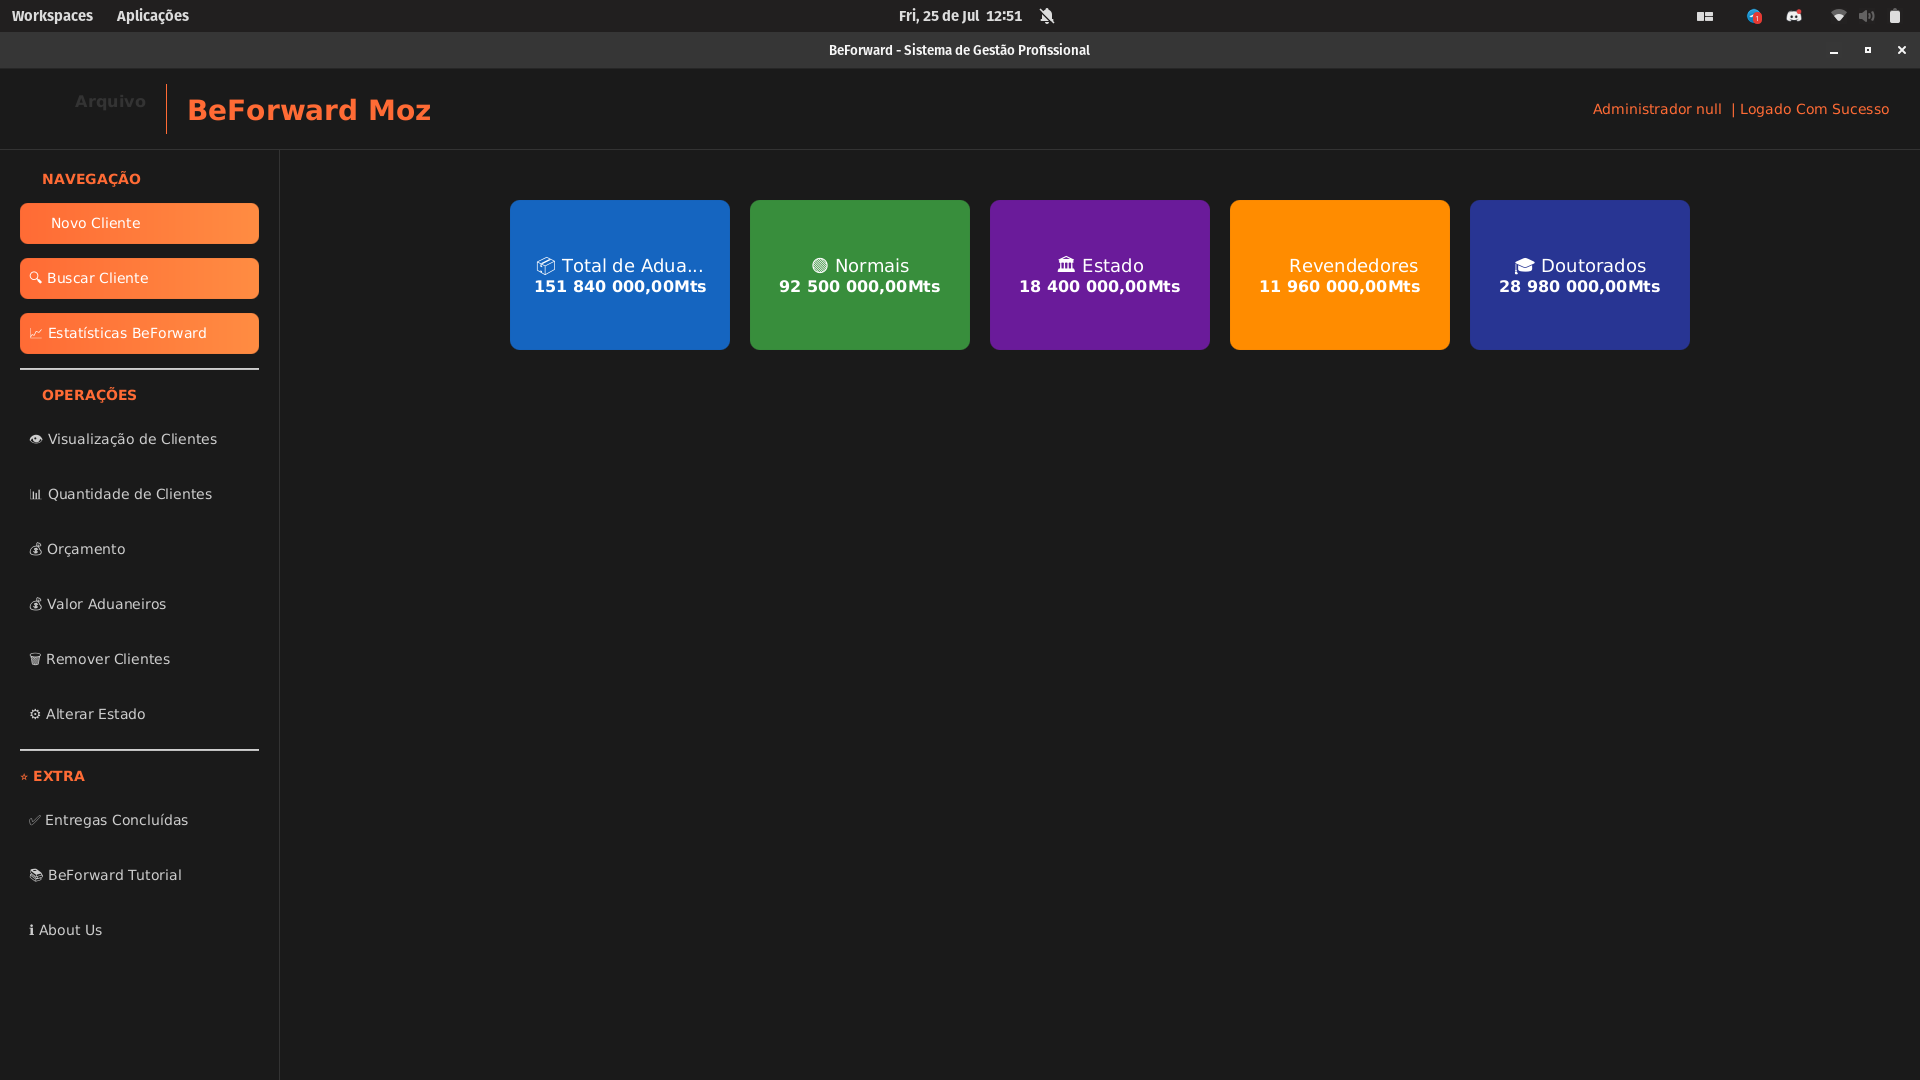 Workspaces Aplicações Fri, 25 de Jul 12:51
BeForward - Sistema de Gestão Profissional
Arquivo BeForward Moz Administrador null | Logado Com Sucesso
NAVEGAÇÃO
Novo Cliente
🔍 Buscar Cliente
📈 Estatísticas BeForward
OPERAÇÕES
👁 Visualização de Clientes
📊 Quantidade de Clientes
💰 Orçamento
💰 Valor Aduaneiros
🗑 Remover Clientes
⚙ Alterar Estado
⭐ EXTRA
✅ Entregas Concluídas
📚 BeForward Tutorial
ℹ About Us
📦 Total de Adua...
151 840 000,00Mts
🟢 Normais
92 500 000,00Mts
🏛 Estado
18 400 000,00Mts
Revendedores
11 960 000,00Mts
🎓 Doutorados
28 980 000,00Mts